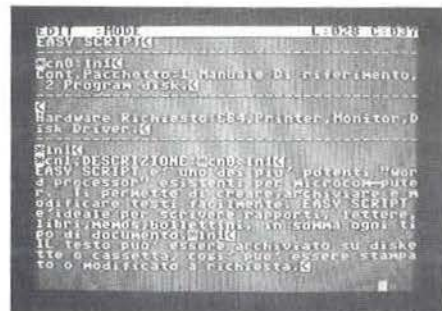 EDIT :MODE L:028 C:037
EASY SCRIPT
*cn0:in1
Cont.Pacchetto:1 Manuale Di riferimento,
2 Program disk.
Hardware Richiesto:C64,Printer,Monitor,D
isk Driver.
*in1
*cn1.DESCRIZIONE:*cn0:in1
EASY SCRIPT e' uno dei piu' potenti "wor
d processor" esistenti per microcompute
r. Ti permette di creare,archiviare e m
odificare testi facilmente. EASY SCRIPT
e'ideale per scrivere rapporti, lettere,
libri,memos,bollettini, in somma ogni ti
po di documento.
IL testo puo' essere archiviato su diske
tte o cassetta, cosi' puo' essere stampa
to o modificato a richiesta.